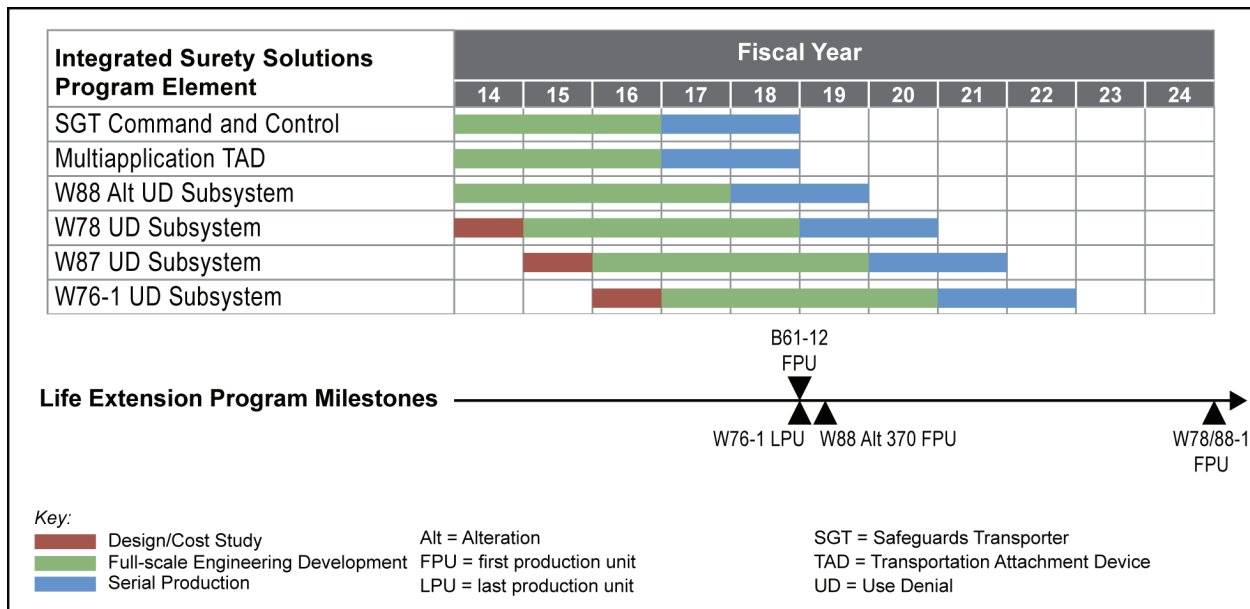 Integrated Surety Solutions
Program Element
Fiscal Year
14 15 16 17 18 19 20 21 22 23 24
SGT Command and Control
Multiapplication TAD
W88 Alt UD Subsystem
W78 UD Subsystem
W87 UD Subsystem
W76-1 UD Subsystem
B61-12
FPU
Life Extension Program Milestones
W76-1 LPU
W88 Alt 370 FPU
W78/88-1
FPU
Key:
Design/Cost Study
Full-scale Engineering Development
Serial Production
Alt = Alteration
FPU = first production unit
LPU = last production unit
SGT = Safeguards Transporter
TAD = Transportation Attachment Device
UD = Use Denial